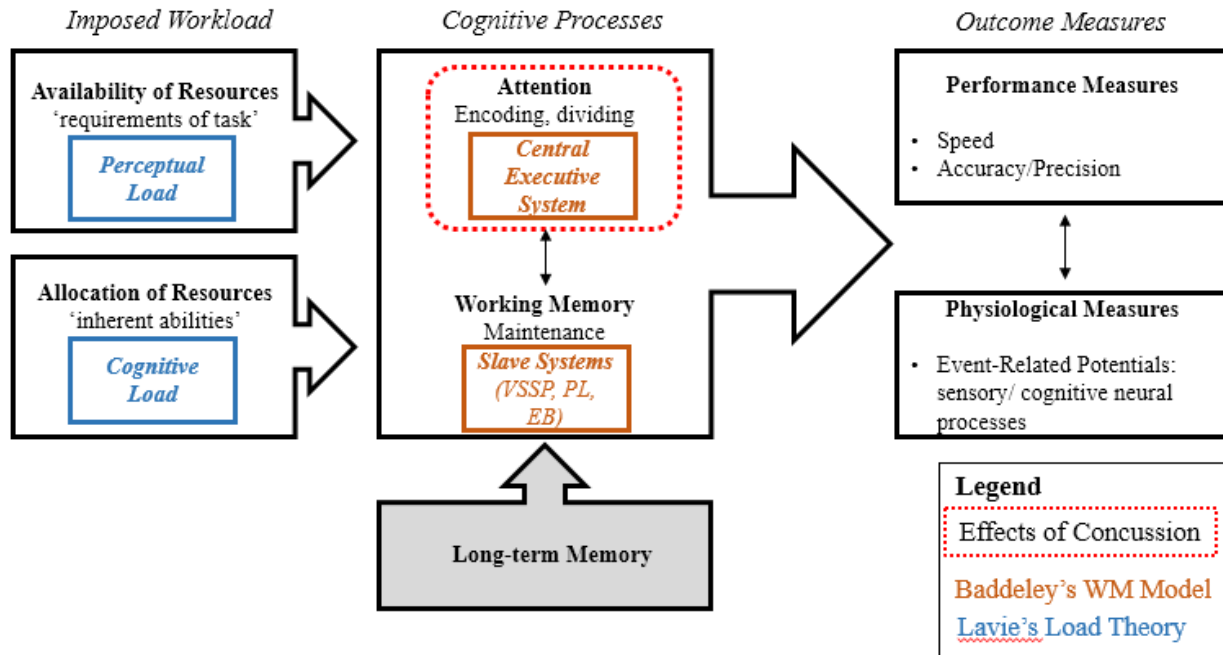 Imposed Workload
Cognitive Processes
Outcome Measures
Availability of Resources
‘requirements of task’
Perceptual
Load
Allocation of Resources
‘inherent abilities’
Cognitive
Load
Attention
Encoding, dividing
Central
Executive
System
Working Memory
Maintenance
Slave Systems
(VSSP, PL,
EB)
Long-term Memory
Performance Measures
• Speed
• Accuracy/Precision
Physiological Measures
• Event-Related Potentials:
sensory/ cognitive neural
processes
Legend
Effects of Concussion
Baddeley’s WM Model
Lavie’s Load Theory